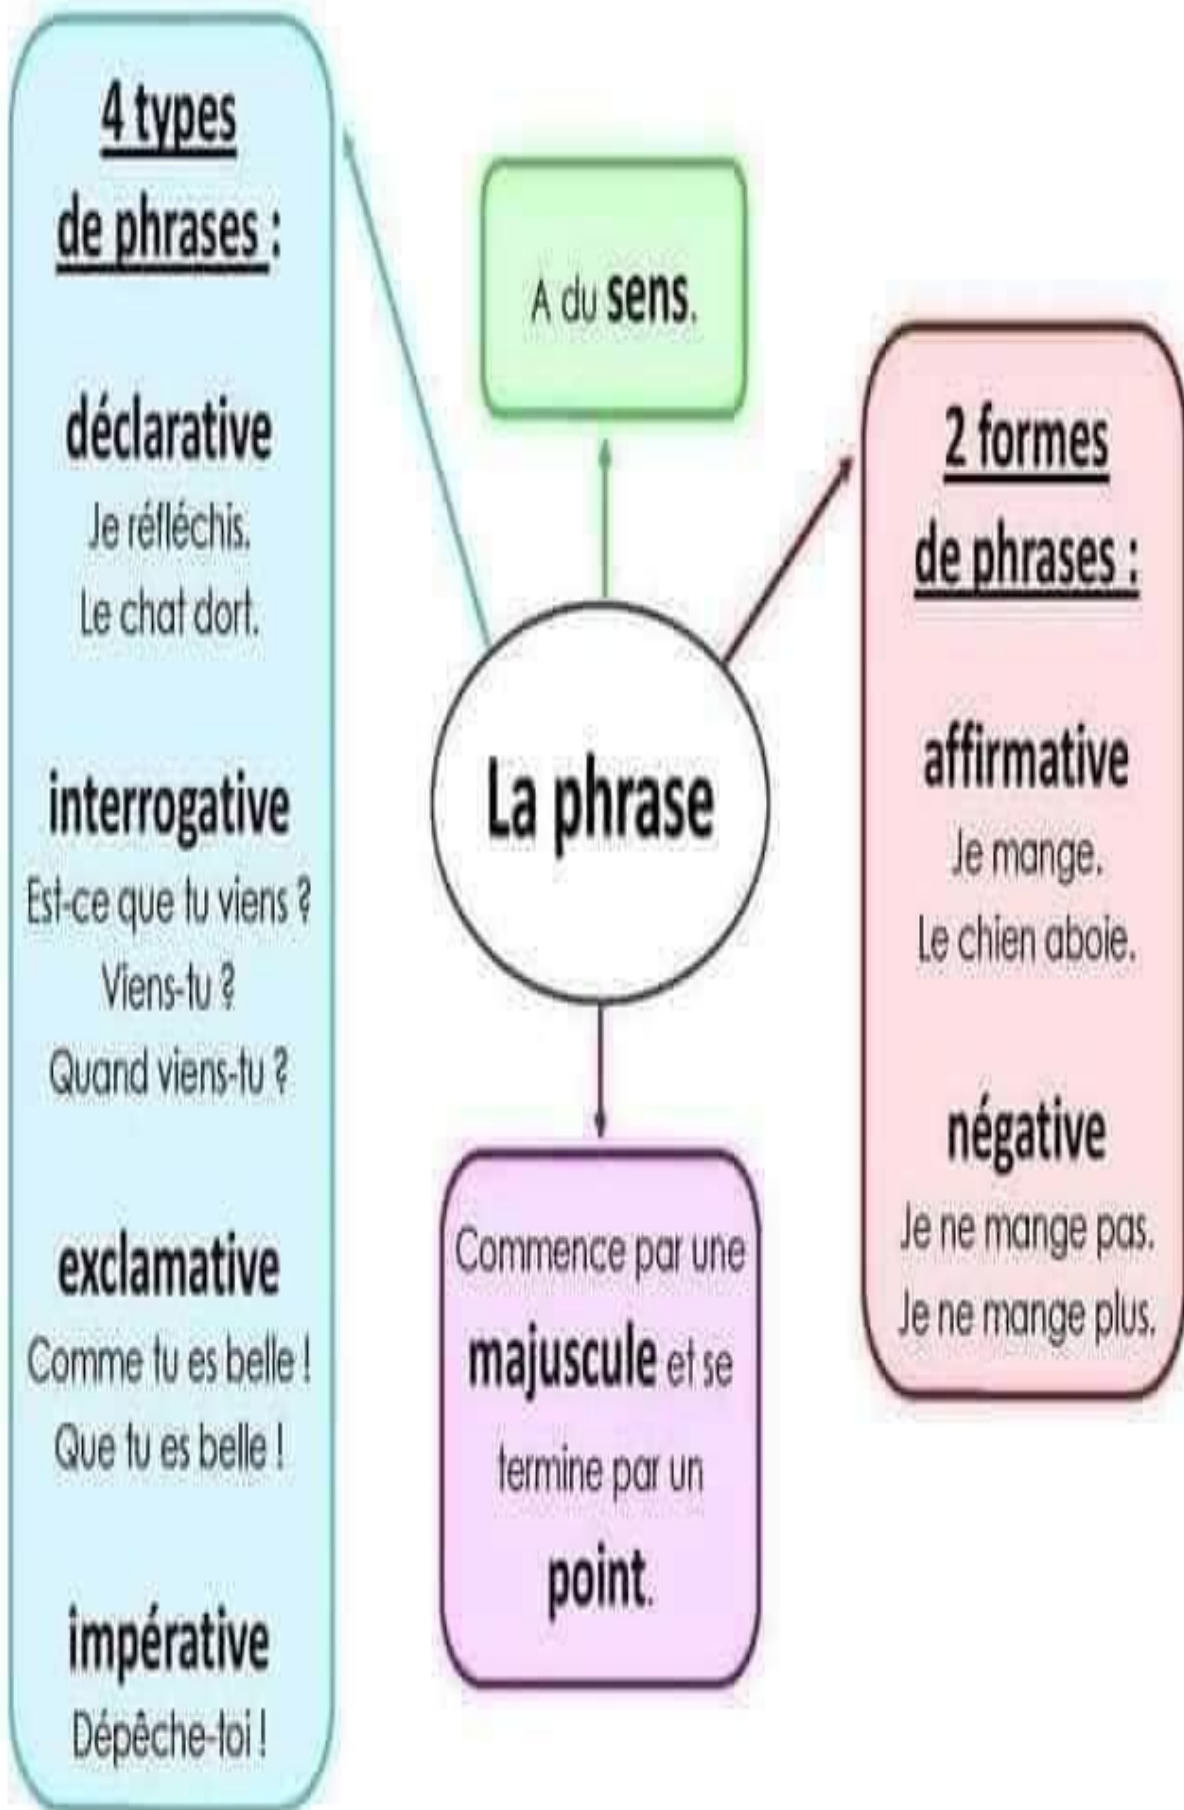 4 types
de phrases :
déclarative
Je réfléchis.
Le chat dort.
interrogative
Est-ce que tu viens ?
Viens-tu ?
Quand viens-tu ?
exclamative
Comme tu es belle !
Que tu es belle !
impérative
Dépêche-toi !
A du sens.
La phrase
Commence par une
majuscule et se
termine par un
point.
2 formes
de phrases :
affirmative
Je mange.
Le chien aboie.
négative
Je ne mange pas.
Je ne mange plus.